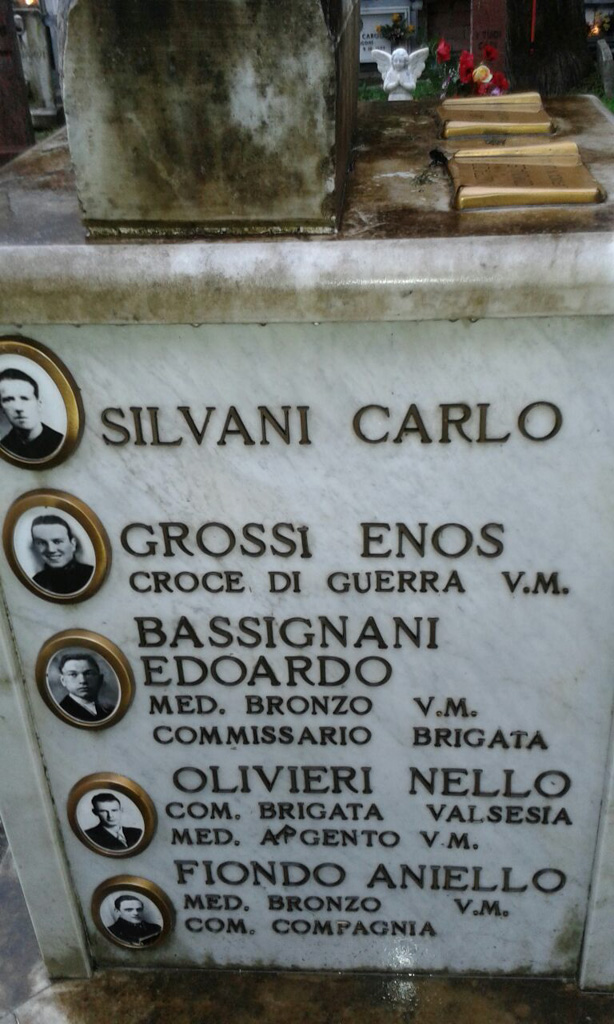 SILVANI CARLO
GROSSI ENOS
CROCE DI GUERRA V.M.
BASSIGNANI
EDOARDO
MED. BRONZO V.M.
COMMISSARIO BRIGATA
OLIVIERI NELLO
COM. BRIGATA VALSESIA
MED. ARGENTO V.M.
FIONDO ANIELLO
MED. BRONZO V.M.
COM. COMPAGNIA